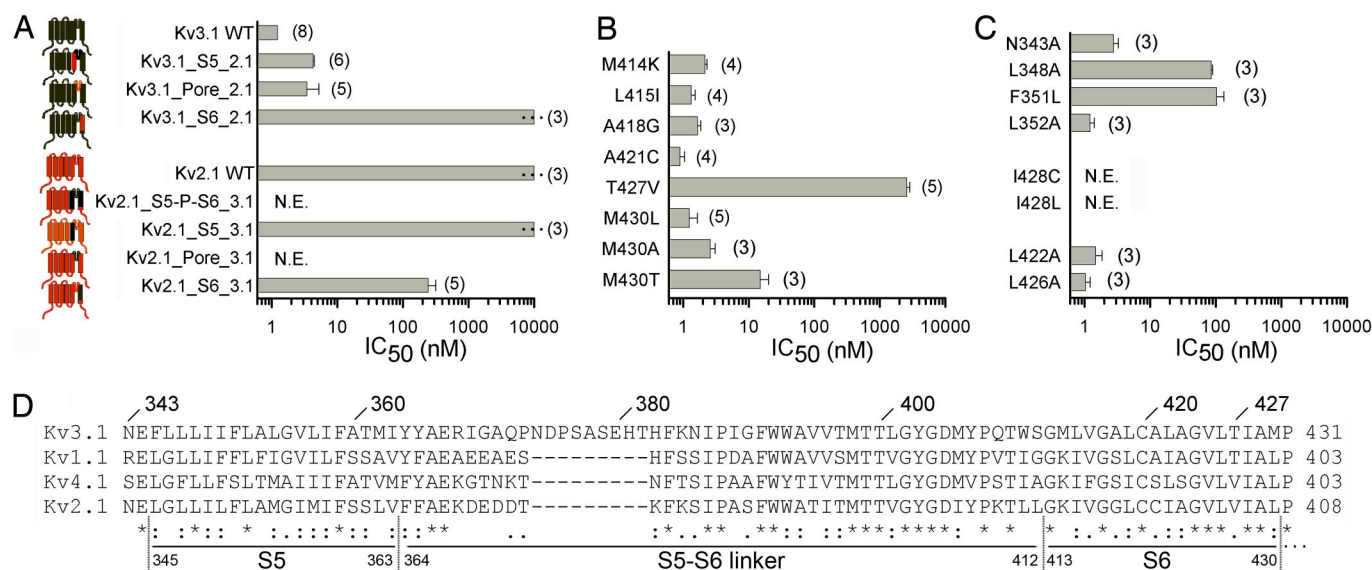 A
Kv3.1 WT (8)
Kv3.1_S5_2.1 (6)
Kv3.1_Pore_2.1 (5)
Kv3.1_S6_2.1 (3)
Kv2.1 WT (3)
Kv2.1_S5-P-S6_3.1 N.E.
Kv2.1_S5_3.1 (3)
Kv2.1_Pore_3.1 N.E.
Kv2.1_S6_3.1 (5)
1 10 100 1000 10000
IC50 (nM)
B
M414K (4)
L415I (4)
A418G (3)
A421C (4)
T427V (5)
M430L (5)
M430A (3)
M430T (3)
1 10 100 1000 10000
IC50 (nM)
C
N343A (3)
L348A (3)
F351L (3)
L352A (3)
I428C N.E.
I428L N.E.
L422A (3)
L426A (3)
1 10 100 1000 10000
IC50 (nM)
D
343 360 380 400 420 427
Kv3.1 NEFLLLIIFLALGVLIFATMIYYAERIGAQPNDPSASEHTHFKNIPIGFWWAVVTMTTLGYGDMYPQTWSGMLVGALCALAGVLTIAMP 431
Kv1.1 RELGLLIFFLFIGVILFSSAVYFAEAEEAES---------HFSSIPDAFWWAVVSMTTVGYGDMYPVTIGGKIVGSLCAIAGVLTIALP 403
Kv4.1 SELGFLLFSLTMAIIIFATVMFYAEKGTNKT---------NFTSIPAAFWYTIVTMTTLGYGDMVPSTIAGKIFGSICSLSGVLVIALP 403
Kv2.1 NELGLLILFLAMGIMIFSSLVFFAEKDEDDT---------KFKSIPASFWWATITMTTVGYGDIYPKTLLGKIVGGLCCIAGVLVIALP 408
345 S5 363 364 S5-S6 linker 412 413 S6 430